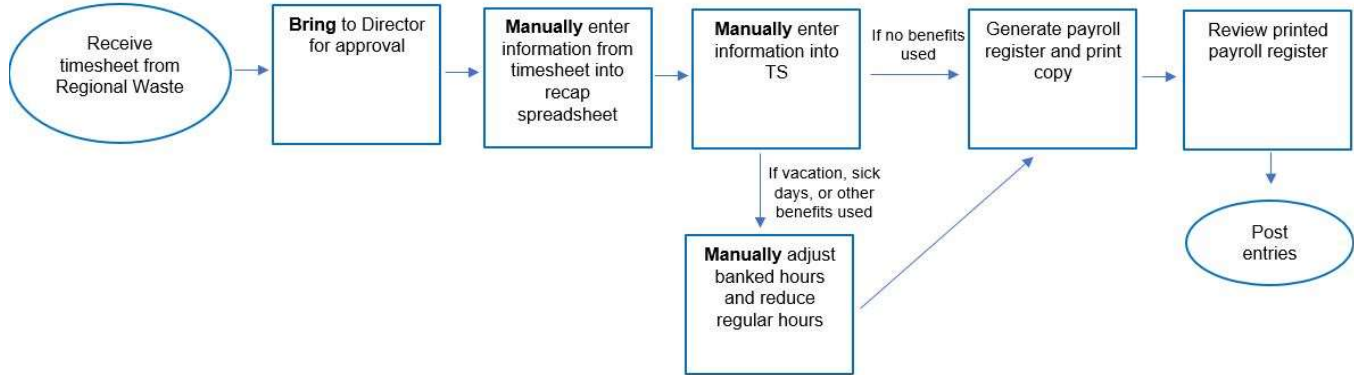 Receive
timesheet from
Regional Waste
Bring to Director
for approval
Manually enter
information from
timesheet into
recap
spreadsheet
Manually enter
information into
TS
If no benefits
used
Generate payroll
register and print
copy
Review printed
payroll register
If vacation, sick
days, or other
benefits used
Manually adjust
banked hours
and reduce
regular hours
Post
entries